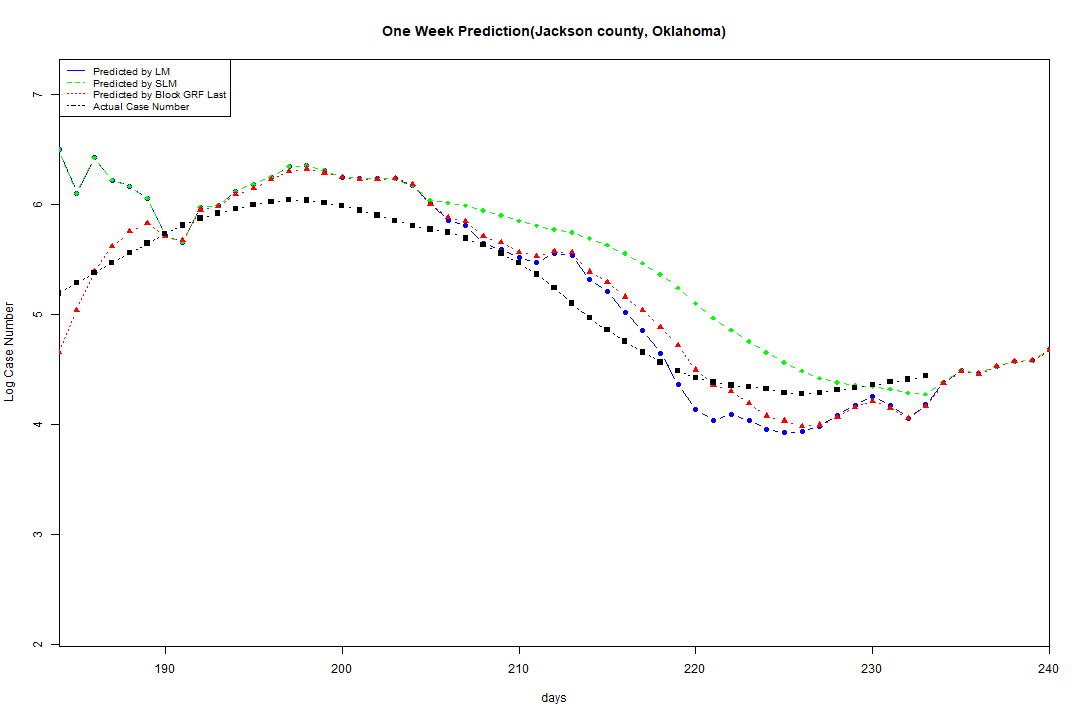 One Week Prediction(Jackson county, Oklahoma)
Predicted by LM
Predicted by SLM
Predicted by Block GRF Last
Actual Case Number
7
6
5
4
3
2
Log Case Number
190
200
210
220
230
240
days